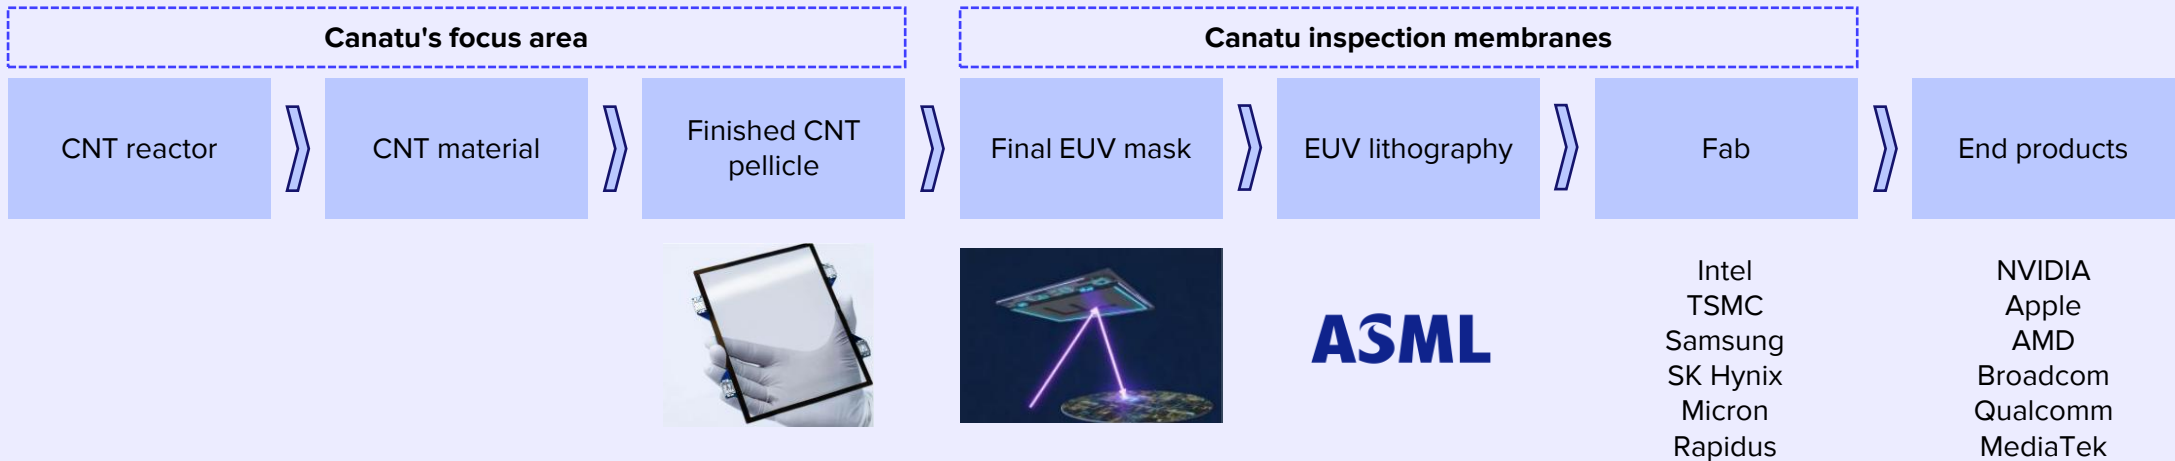 Canatu's focus area
Canatu inspection membranes
CNT reactor
CNT material
Finished CNT
pellicle
Final EUV mask
EUV lithography
Fab
End products
ASML
Intel
TSMC
Samsung
SK Hynix
Micron
Rapidus
NVIDIA
Apple
AMD
Broadcom
Qualcomm
MediaTek